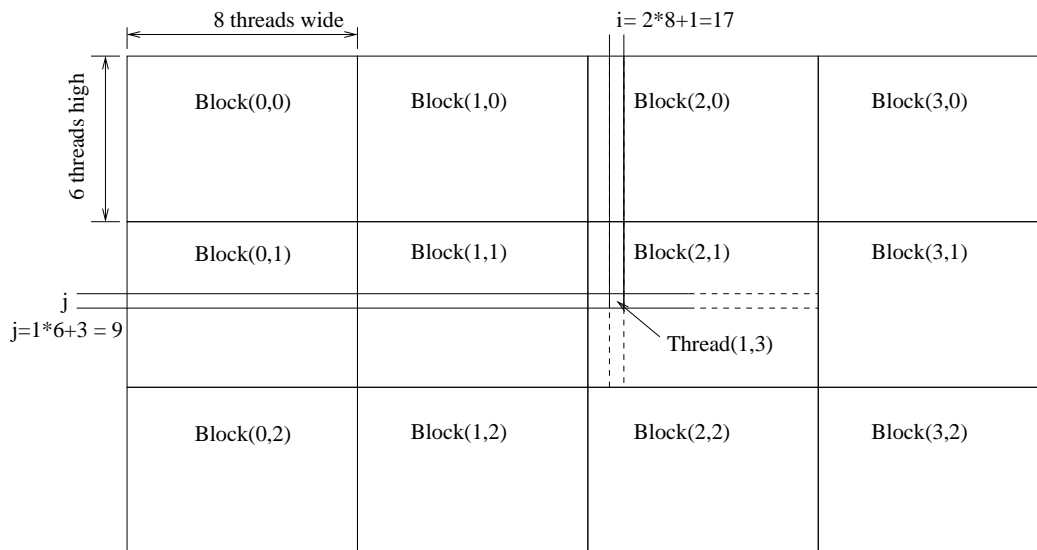 8 threads wide
i= 2*8+1=17
6 threads high
Block(0,0)
Block(1,0)
Block(2,0)
Block(3,0)
Block(0,1)
Block(1,1)
Block(2,1)
Block(3,1)
j
j=1*6+3 = 9
Thread(1,3)
Block(0,2)
Block(1,2)
Block(2,2)
Block(3,2)